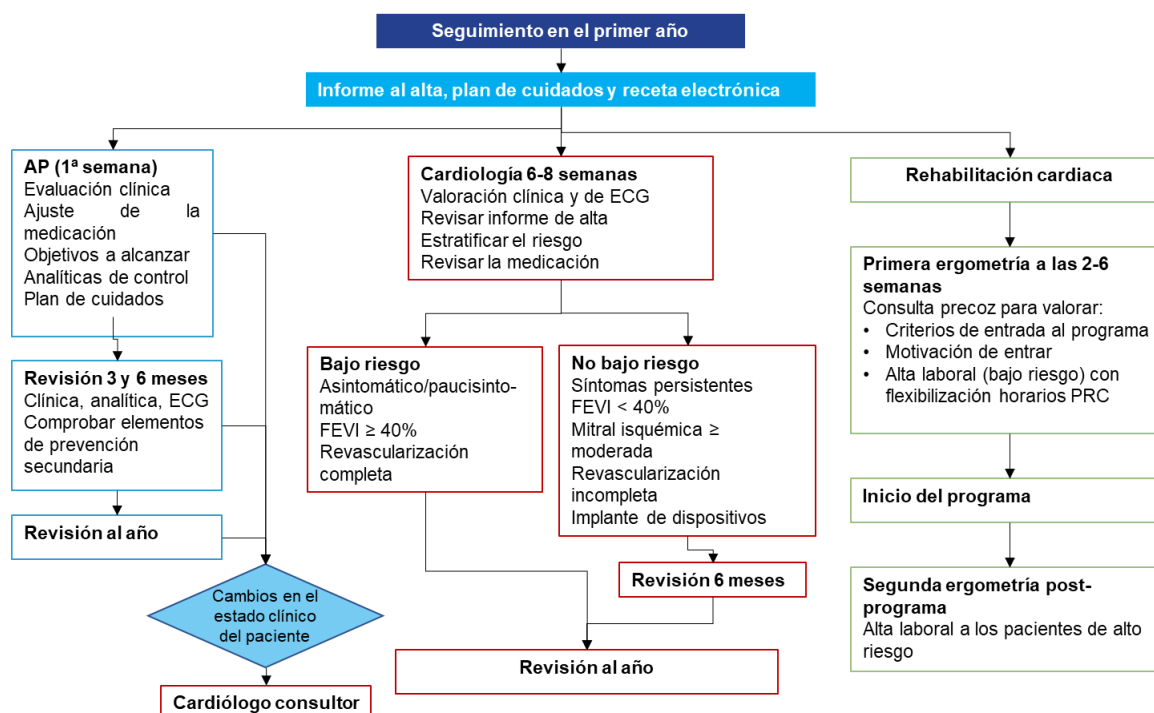 Seguimiento en el primer año
Informe al alta, plan de cuidados y receta electrónica
AP (1ª semana)
Evaluación clínica
Ajuste de la
medicación
Objetivos a alcanzar
Analíticas de control
Plan de cuidados
Revisión 3 y 6 meses
Clínica, analítica, ECG
Comprobar elementos
de prevención
secundaria
Revisión al año
Cambios en el
estado clínico
del paciente
Cardiólogo consultor
Cardiología 6-8 semanas
Valoración clínica y de ECG
Revisar informe de alta
Estratificar el riesgo
Revisar la medicación
Bajo riesgo
Asintomático/paucisinto-
mático
FEVI ≥ 40%
Revascularización
completa
No bajo riesgo
Síntomas persistentes
FEVI < 40%
Mitral isquémica ≥
moderada
Revascularización
incompleta
Implante de dispositivos
Revisión 6 meses
Revisión al año
Rehabilitación cardiaca
Primera ergometría a las 2-6
semanas
Consulta precoz para valorar:
• Criterios de entrada al programa
• Motivación de entrar
• Alta laboral (bajo riesgo) con
flexibilización horarios PRC
Inicio del programa
Segunda ergometría post-
programa
Alta laboral a los pacientes de alto
riesgo